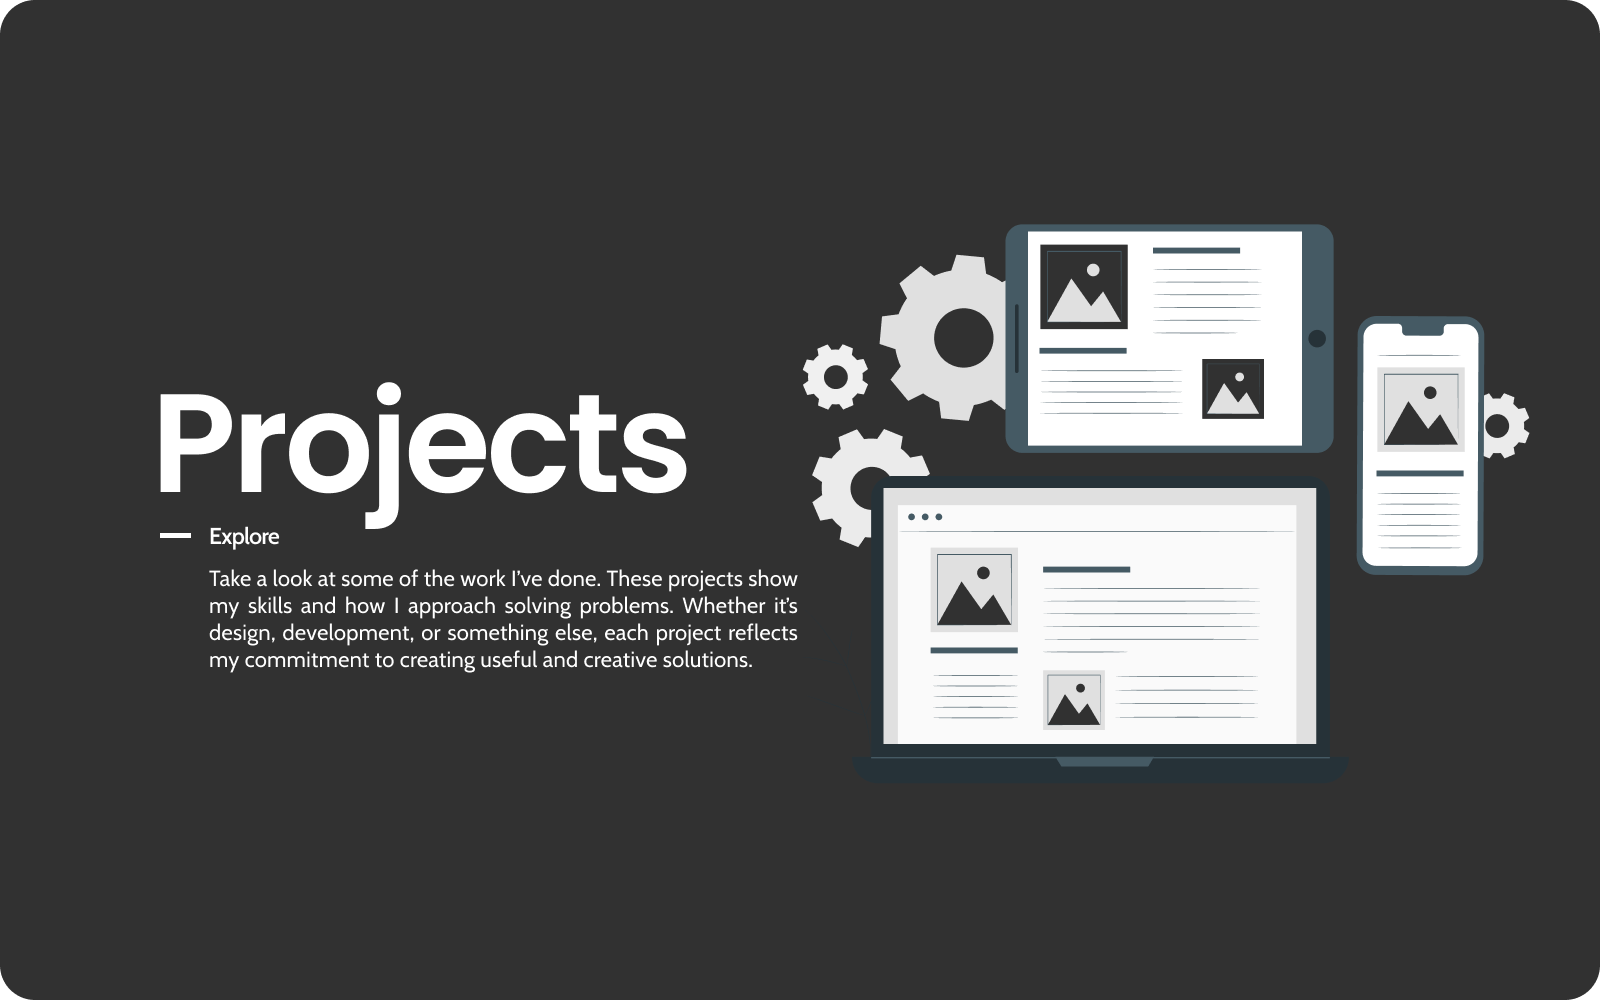 Projects
Explore
Take a look at some of the work I’ve done. These projects show
my skills and how I approach solving problems. Whether it’s
design, development, or something else, each project reflects
my commitment to creating useful and creative solutions.